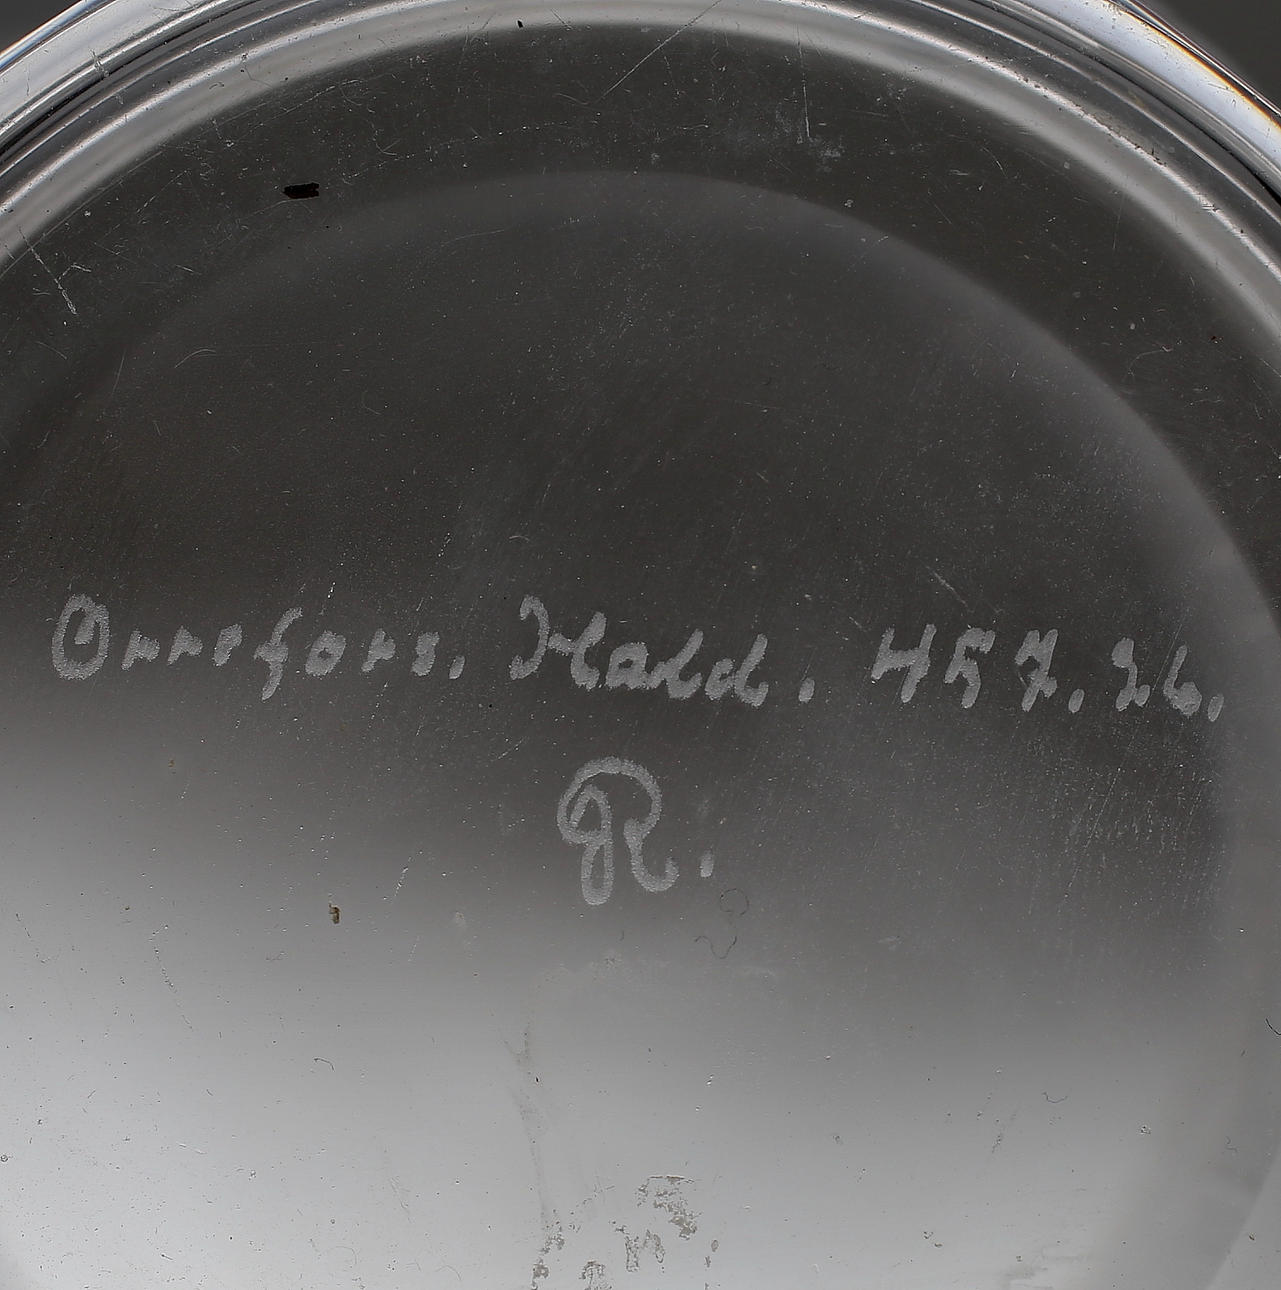 Orrefors. Hald. 457. 26.
R.